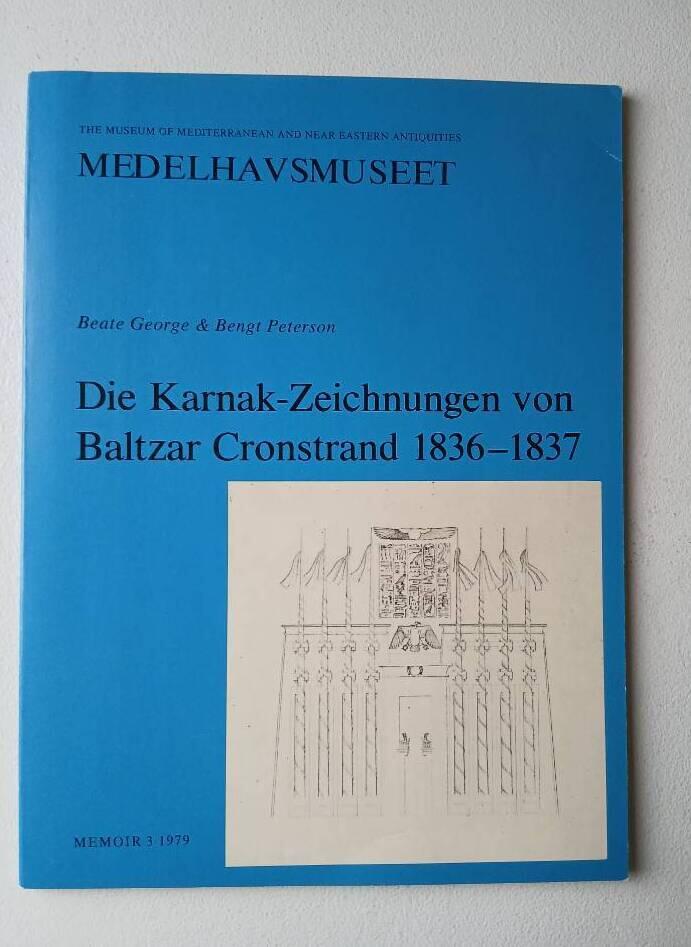 THE MUSEUM OF MEDITERRANEAN AND NEAR EASTERN ANTIQUITIES
MEDELHAVSMUSEET
Beate George & Bengt Peterson
Die Karnak-Zeichnungen von
Baltzar Cronstrand 1836–1837
MEMOIR 3 1979